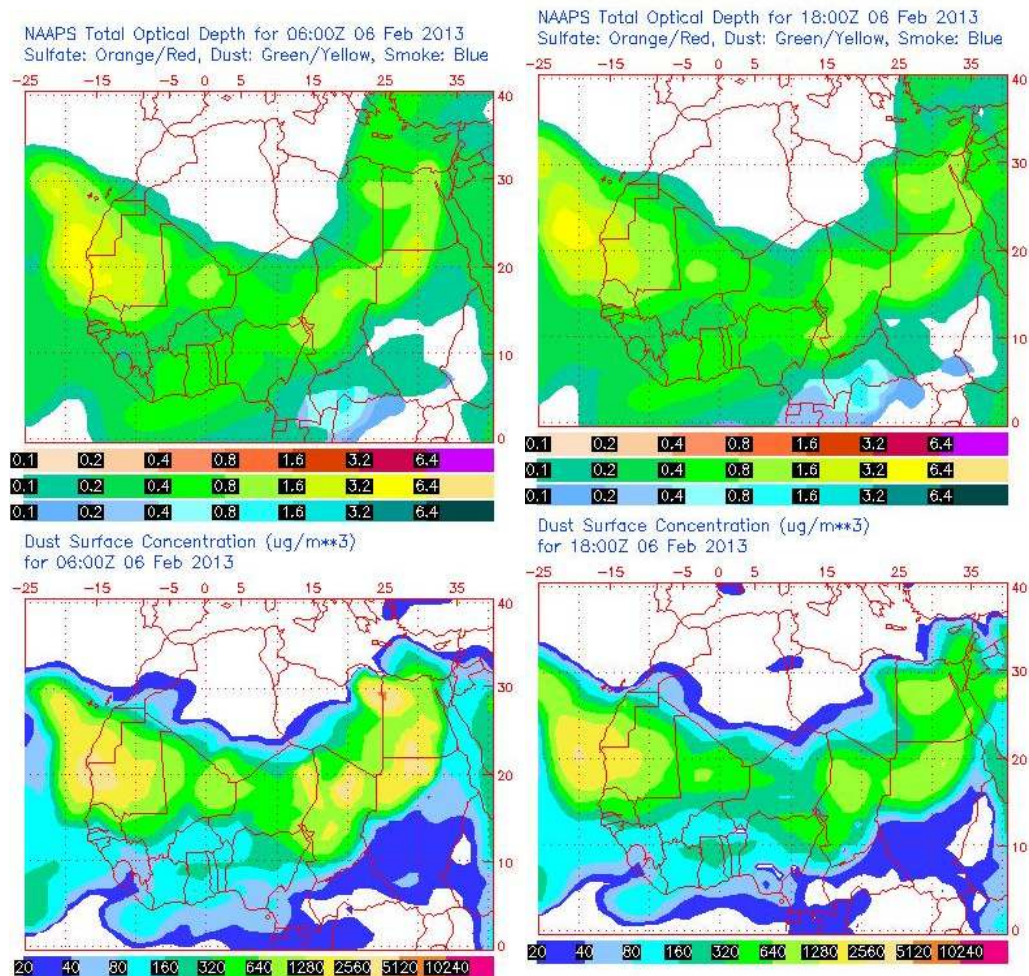 NAAPS Total Optical Depth for 06:00Z 06 Feb 2013
Sulfate: Orange/Red, Dust: Green/Yellow, Smoke: Blue
-25 -15 -5 0 5 15 25 35
40
30
20
10
0
0.1 0.2 0.4 0.8 1.6 3.2 6.4
0.1 0.2 0.4 0.8 1.6 3.2 6.4
0.1 0.2 0.4 0.8 1.6 3.2 6.4
NAAPS Total Optical Depth for 18:00Z 06 Feb 2013
Sulfate: Orange/Red, Dust: Green/Yellow, Smoke: Blue
-25 -15 -5 0 5 15 25 35
40
30
20
10
0
0.1 0.2 0.4 0.8 1.6 3.2 6.4
0.1 0.2 0.4 0.8 1.6 3.2 6.4
0.1 0.2 0.4 0.8 1.6 3.2 6.4
Dust Surface Concentration (ug/m**3)
for 06:00Z 06 Feb 2013
-25 -15 -5 0 5 15 25 35
40
30
20
10
0
20 40 80 160 320 640 1280 2560 5120 10240
Dust Surface Concentration (ug/m**3)
for 18:00Z 06 Feb 2013
-25 -15 -5 0 5 15 25 35
40
30
20
10
0
20 40 80 160 320 640 1280 2560 5120 10240